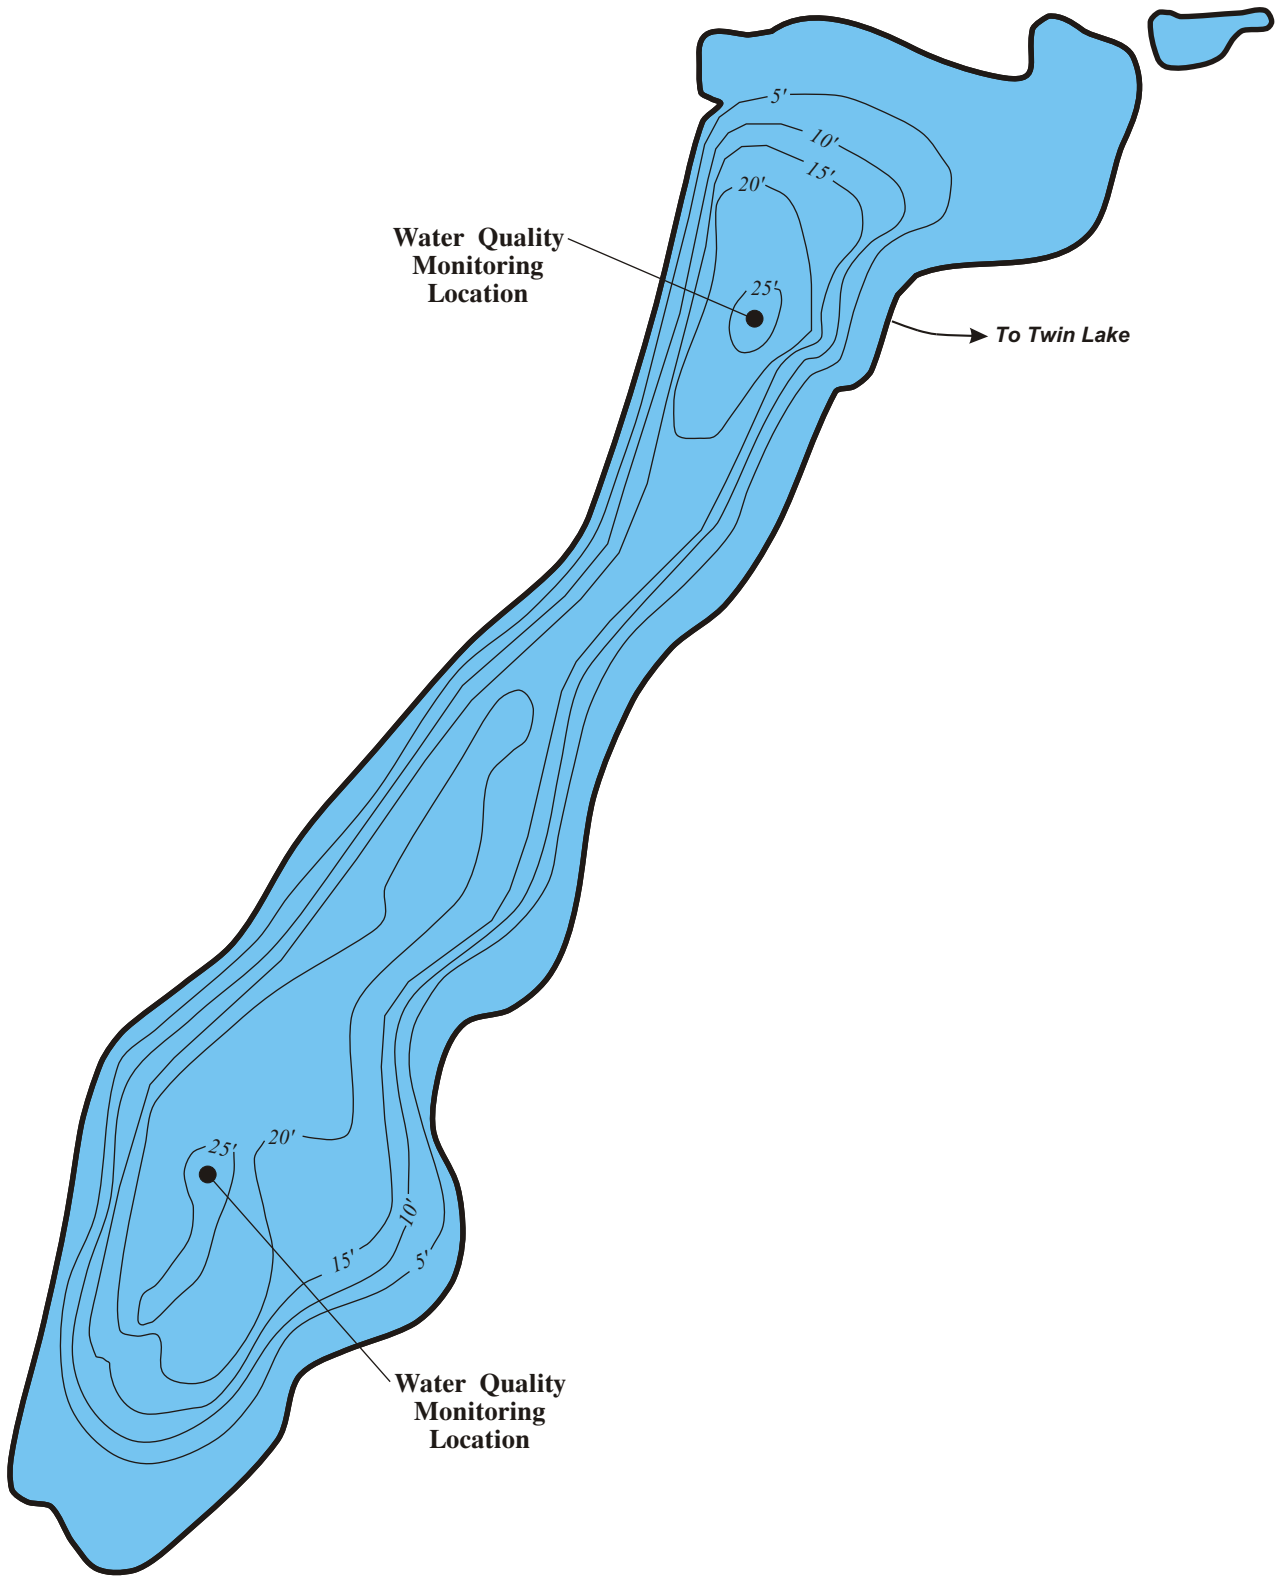 5'
10'
15'
20'
Water Quality
Monitoring
Location
25'
To Twin Lake
25'
20'
10'
15'
5'
Water Quality
Monitoring
Location